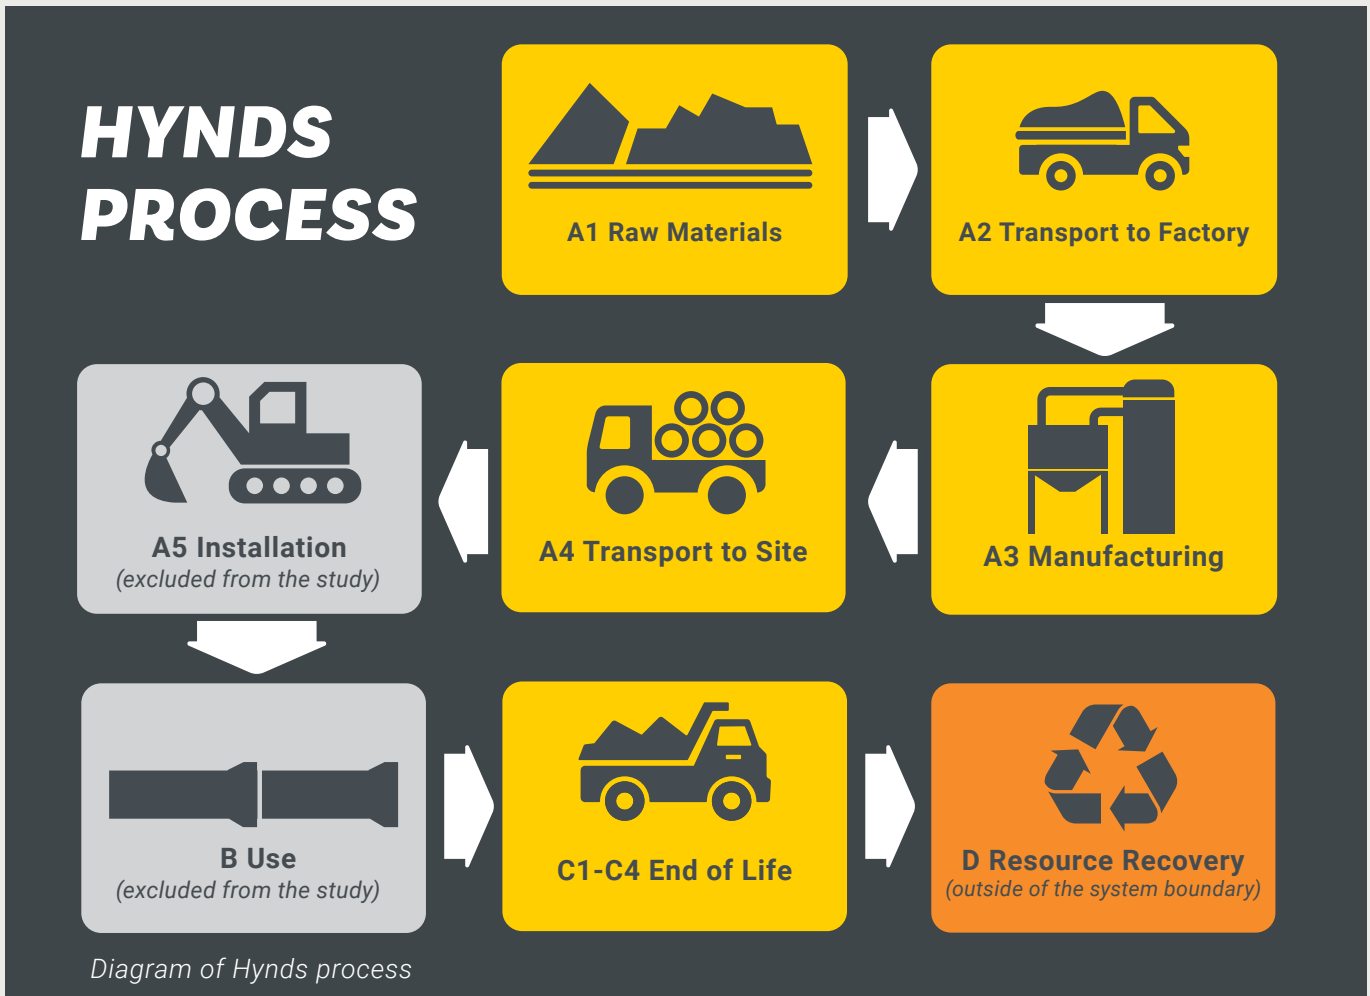 HYNDS
PROCESS
A1 Raw Materials
A2 Transport to Factory
A5 Installation
(excluded from the study)
A4 Transport to Site
A3 Manufacturing
B Use
(excluded from the study)
C1-C4 End of Life
D Resource Recovery
(outside of the system boundary)
Diagram of Hynds process